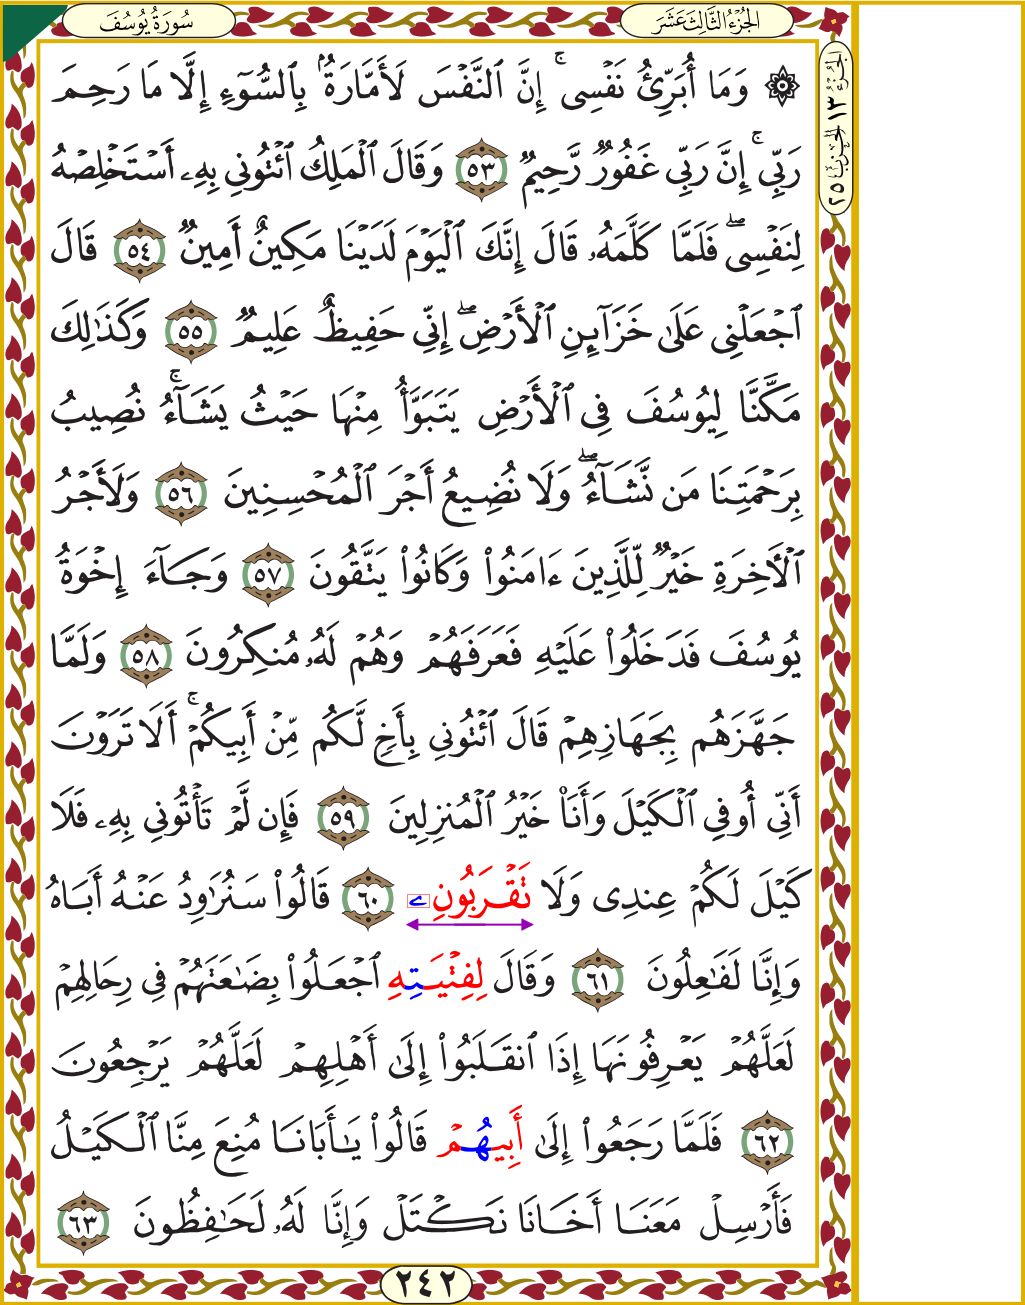 سُورَةُ يُوسُفَ
الجُزْءُ الثَّالِثَ عَشَرَ
الجُزْءُ ١٣ الحِزْبُ ٢٥
۞ وَمَا أُبَرِّئُ نَفْسِىٓ ۚ إِنَّ ٱلنَّفْسَ لَأَمَّارَةٌۢ بِٱلسُّوٓءِ إِلَّا مَا رَحِمَ
رَبِّىٓ ۚ إِنَّ رَبِّى غَفُورٌ رَّحِيمٌ ٥٣ وَقَالَ ٱلْمَلِكُ ٱئْتُونِى بِهِۦ أَسْتَخْلِصْهُ
لِنَفْسِى ۖ فَلَمَّا كَلَّمَهُۥ قَالَ إِنَّكَ ٱلْيَوْمَ لَدَيْنَا مَكِينٌ أَمِينٌ ٥٤ قَالَ
ٱجْعَلْنِى عَلَىٰ خَزَآئِنِ ٱلْأَرْضِ ۖ إِنِّى حَفِيظٌ عَلِيمٌ ٥٥ وَكَذَٰلِكَ
مَكَّنَّا لِيُوسُفَ فِى ٱلْأَرْضِ يَتَبَوَّأُ مِنْهَا حَيْثُ يَشَآءُ ۚ نُصِيبُ
بِرَحْمَتِنَا مَن نَّشَآءُ ۖ وَلَا نُضِيعُ أَجْرَ ٱلْمُحْسِنِينَ ٥٦ وَلَأَجْرُ
ٱلْأَخِرَةِ خَيْرٌ لِّلَّذِينَ ءَامَنُوا۟ وَكَانُوا۟ يَتَّقُونَ ٥٧ وَجَآءَ إِخْوَةُ
يُوسُفَ فَدَخَلُوا۟ عَلَيْهِ فَعَرَفَهُمْ وَهُمْ لَهُۥ مُنكِرُونَ ٥٨ وَلَمَّا
جَهَّزَهُم بِجَهَازِهِمْ قَالَ ٱئْتُونِى بِأَخٍ لَّكُم مِّنْ أَبِيكُمْ ۚ أَلَا تَرَوْنَ
أَنِّى أُوفِى ٱلْكَيْلَ وَأَنَا۠ خَيْرُ ٱلْمُنزِلِينَ ٥٩ فَإِن لَّمْ تَأْتُونِى بِهِۦ فَلَا
كَيْلَ لَكُمْ عِندِى وَلَا تَقْرَبُونِۦ ٦٠ قَالُوا۟ سَنُرَٰوِدُ عَنْهُ أَبَاهُ
وَإِنَّا لَفَٰعِلُونَ ٦١ وَقَالَ لِفِتْيَتِهِ ٱجْعَلُوا۟ بِضَٰعَتَهُمْ فِى رِحَالِهِمْ
لَعَلَّهُمْ يَعْرِفُونَهَا إِذَا ٱنقَلَبُوا۟ إِلَىٰ أَهْلِهِمْ لَعَلَّهُمْ يَرْجِعُونَ
٦٢ فَلَمَّا رَجَعُوا۟ إِلَىٰ أَبِيهُمْ قَالُوا۟ يَٰأَبَانَا مُنِعَ مِنَّا ٱلْكَيْلُ
فَأَرْسِلْ مَعَنَا أَخَانَا نَكْتَلْ وَإِنَّا لَهُۥ لَحَٰفِظُونَ ٦٣
٢٤٢